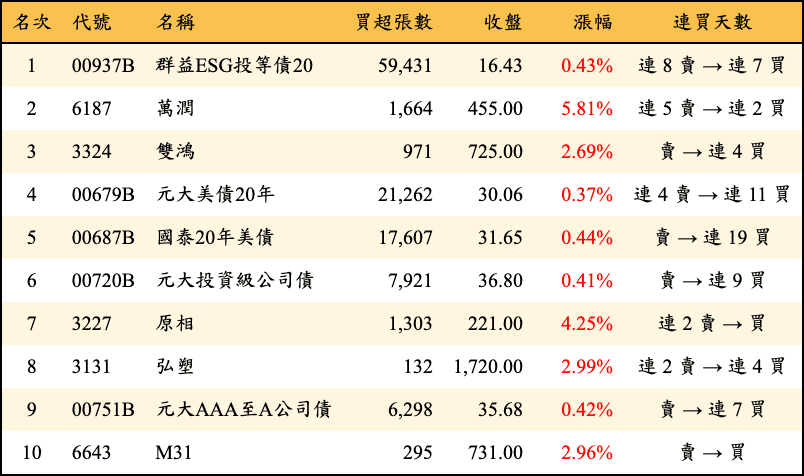 名次 代號 名稱 買超張數 收盤 漲幅 連買天數
1 00937B 群益ESG投等債20 59,431 16.43 0.43% 連 8 賣 → 連 7 買
2 6187 萬潤 1,664 455.00 5.81% 連 5 賣 → 連 2 買
3 3324 雙鴻 971 725.00 2.69% 賣 → 連 4 買
4 00679B 元大美債20年 21,262 30.06 0.37% 連 4 賣 → 連 11 買
5 00687B 國泰20年美債 17,607 31.65 0.44% 賣 → 連 19 買
6 00720B 元大投資級公司債 7,921 36.80 0.41% 賣 → 連 9 買
7 3227 原相 1,303 221.00 4.25% 連 2 賣 → 買
8 3131 弘塑 132 1,720.00 2.99% 連 2 賣 → 連 4 買
9 00751B 元大AAA至A公司債 6,298 35.68 0.42% 賣 → 連 7 買
10 6643 M31 295 731.00 2.96% 賣 → 買